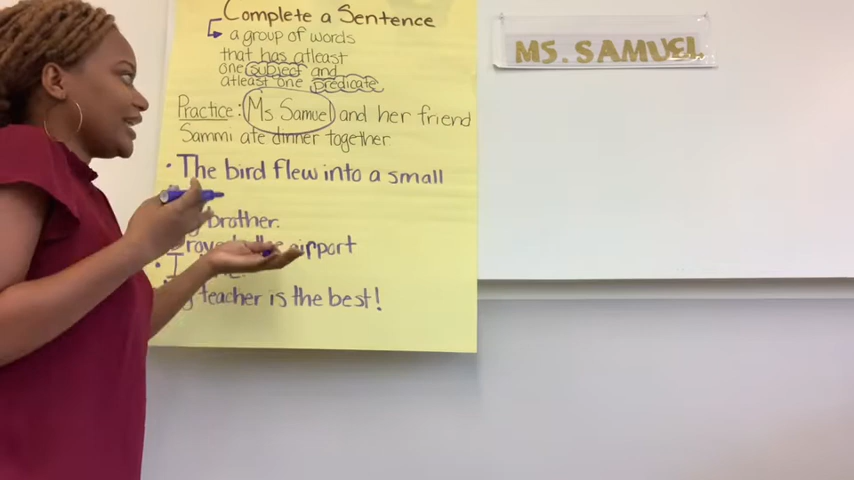 Complete a Sentence
MS. SAMUEL
a group of words
that has atleast
one subject and
atleast one predicate
Practice: Ms Samuel and her friend
Sammi ate dinner together
• The bird flew into a small
brother.
the airport
• I
teacher is the best!